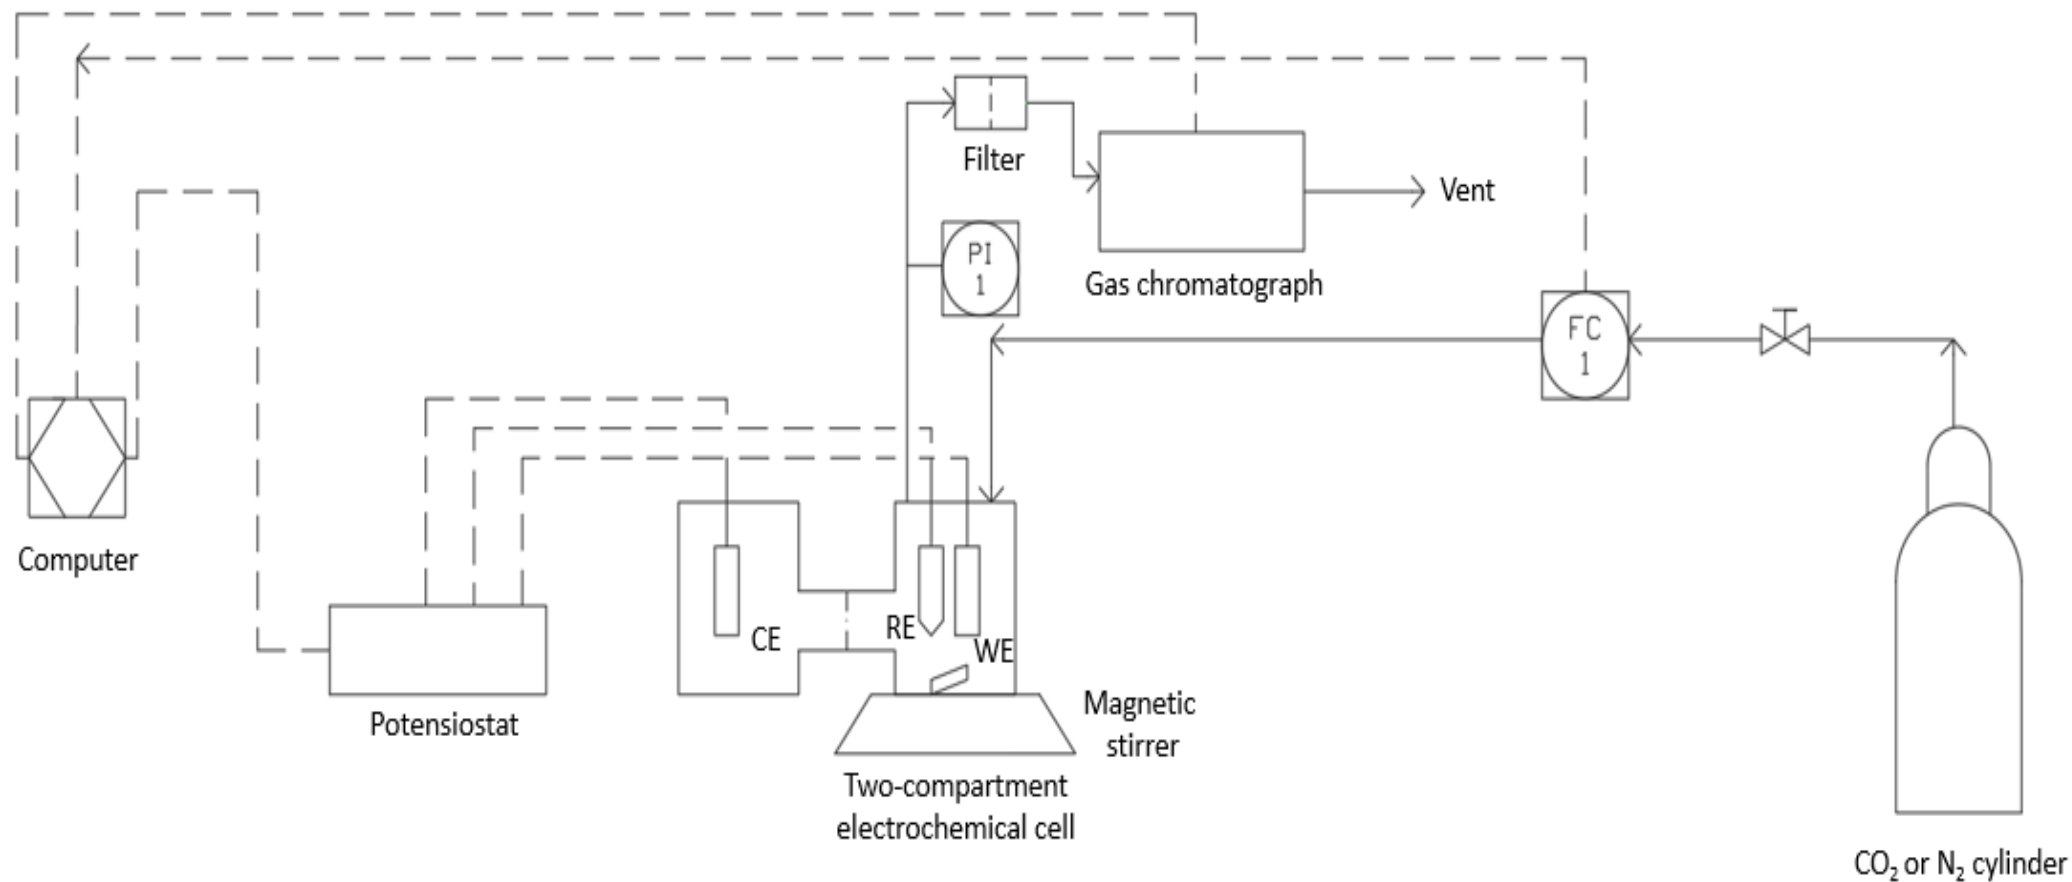 Filter
Vent
PI
1
Gas chromatograph
FC
1
Computer
RE
CE
WE
Potensiostat
Magnetic
stirrer
Two-compartment
electrochemical cell
CO₂ or N₂ cylinder